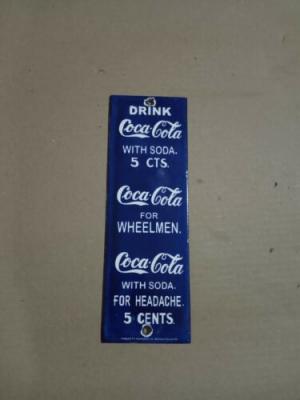 DRINK
Coca-Cola
WITH SODA.
5 CTS.
Coca-Cola
FOR
WHEELMEN.
Coca-Cola
WITH SODA.
FOR HEADACHE.
5 CENTS.